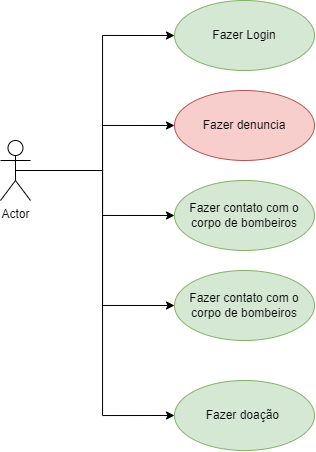 Fazer Login
Fazer denuncia
Actor
Fazer contato com o
corpo de bombeiros
Fazer contato com o
corpo de bombeiros
Fazer doação